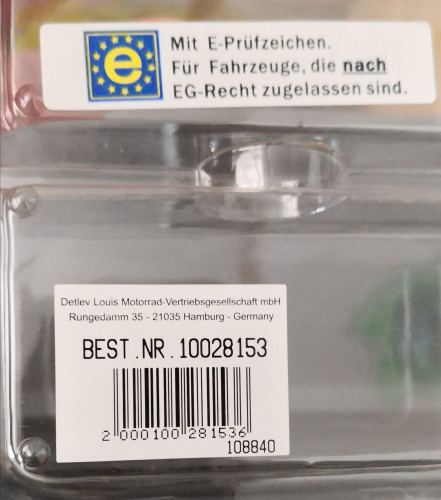 e
Mit E-Prüfzeichen.
Für Fahrzeuge, die nach
EG-Recht zugelassen sind.
Detlev Louis Motorrad-Vertriebsgesellschaft mbH
Rungedamm 35 - 21035 Hamburg - Germany
BEST.NR.10028153
2 000100 281536
108840